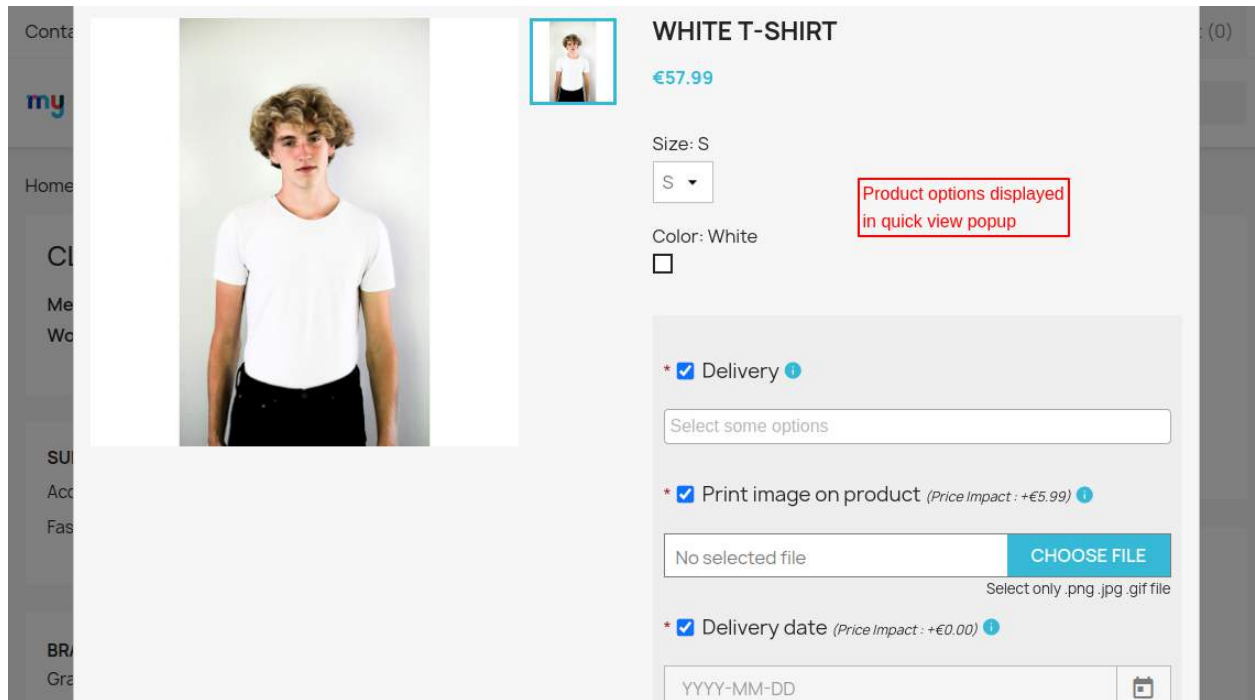 Conta
(0)
my
Home
CL
Me
Wo
SU
Acc
Fas
BRA
Gra
WHITE T-SHIRT
€57.99
Size: S
S
Product options displayed
in quick view popup
Color: White
* Delivery
Select some options
* Print image on product (Price Impact : +€5.99)
No selected file
CHOOSE FILE
Select only .png .jpg .gif file
* Delivery date (Price Impact : +€0.00)
YYYY-MM-DD